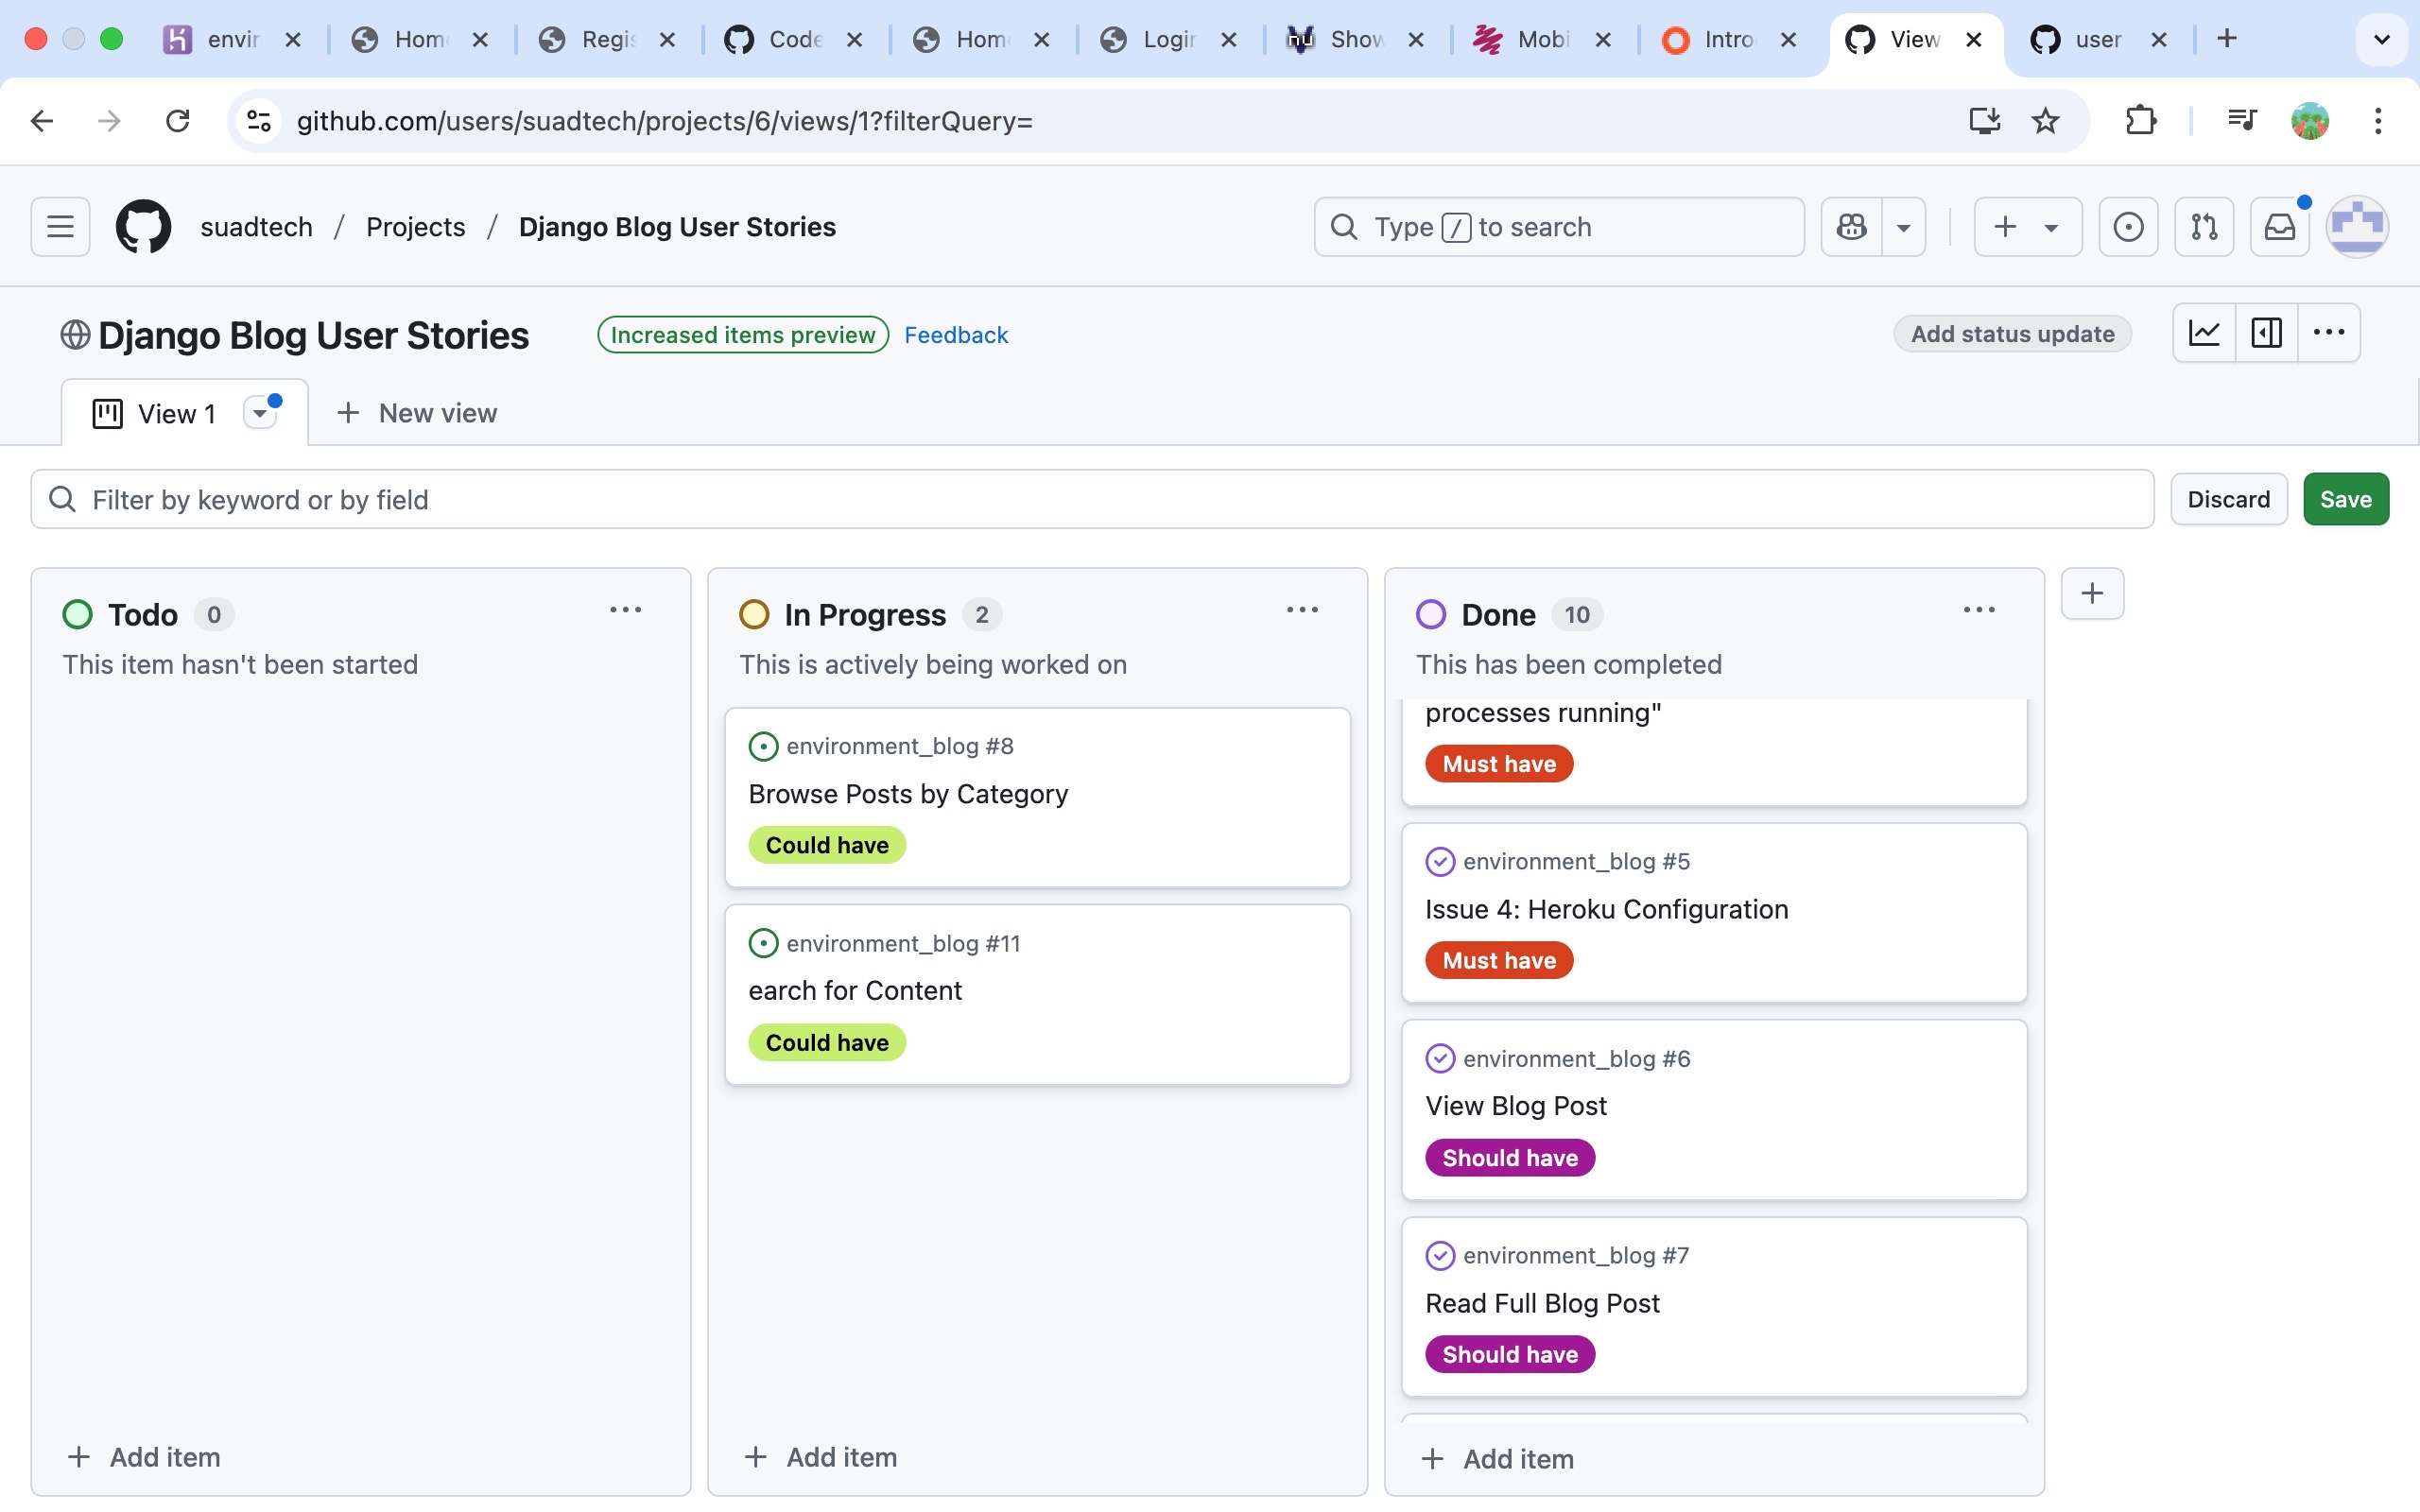 envir
Home
Regis
Code
Home
Login
Show
Mobi
Intro
View
user
github.com/users/suadtech/projects/6/views/1?filterQuery=
suadtech / Projects / Django Blog User Stories
Type / to search
Django Blog User Stories
Increased items preview
Feedback
Add status update
View 1
New view
Filter by keyword or by field
Discard
Save
Todo 0
This item hasn't been started
Add item
In Progress 2
This is actively being worked on
environment_blog #8
Browse Posts by Category
Could have
environment_blog #11
earch for Content
Could have
Add item
Done 10
This has been completed
processes running"
Must have
environment_blog #5
Issue 4: Heroku Configuration
Must have
environment_blog #6
View Blog Post
Should have
environment_blog #7
Read Full Blog Post
Should have
Add item